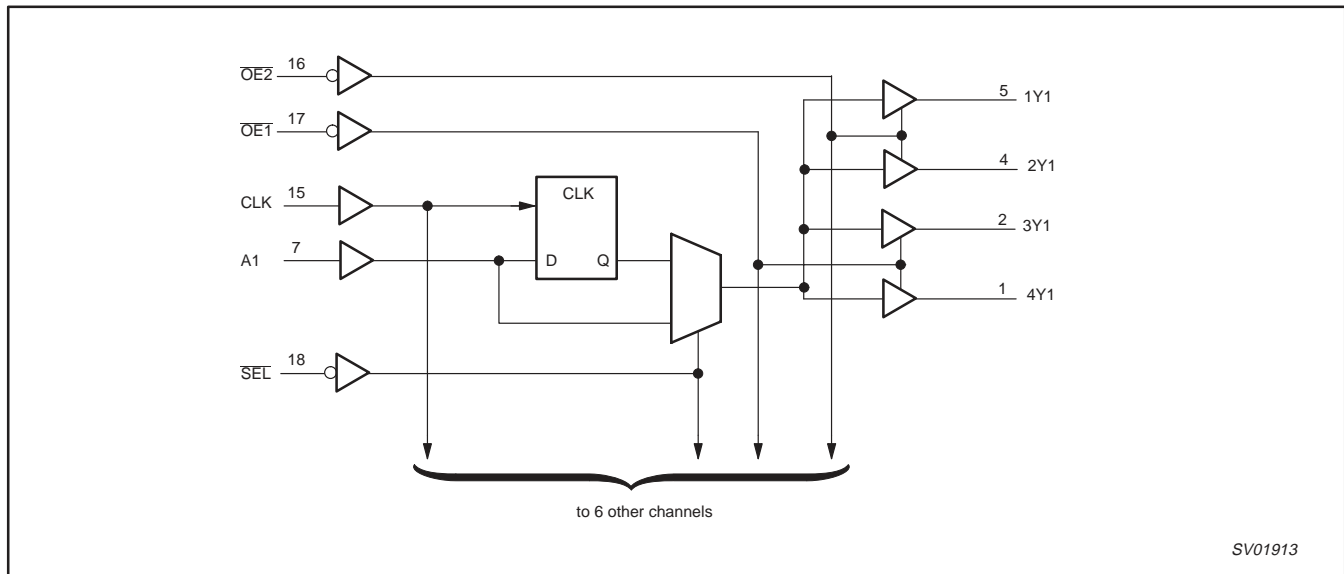 OE2 16
OE1 17
CLK 15
A1 7
SEL 18
CLK
D Q
5 1Y1
4 2Y1
2 3Y1
1 4Y1
to 6 other channels
SV01913